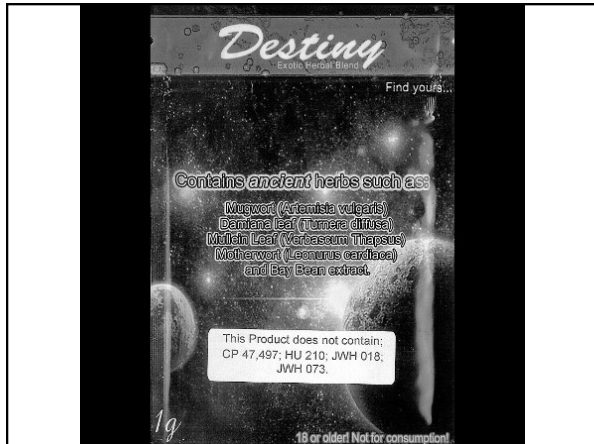 Destiny
Exotic Herbal Blend
Find yours...
Contains ancient herbs such as:
Mugwort (Artemisia vulgaris)
Damiana leaf (Turnera diffusa)
Mullein Leaf (Verbascum Thapsus)
Motherwort (Leonurus cardiaca)
and Bay Bean extract.
This Product does not contain:
CP 47,497; HU 210; JWH 018;
JWH 073.
1g
18 or older! Not for consumption!